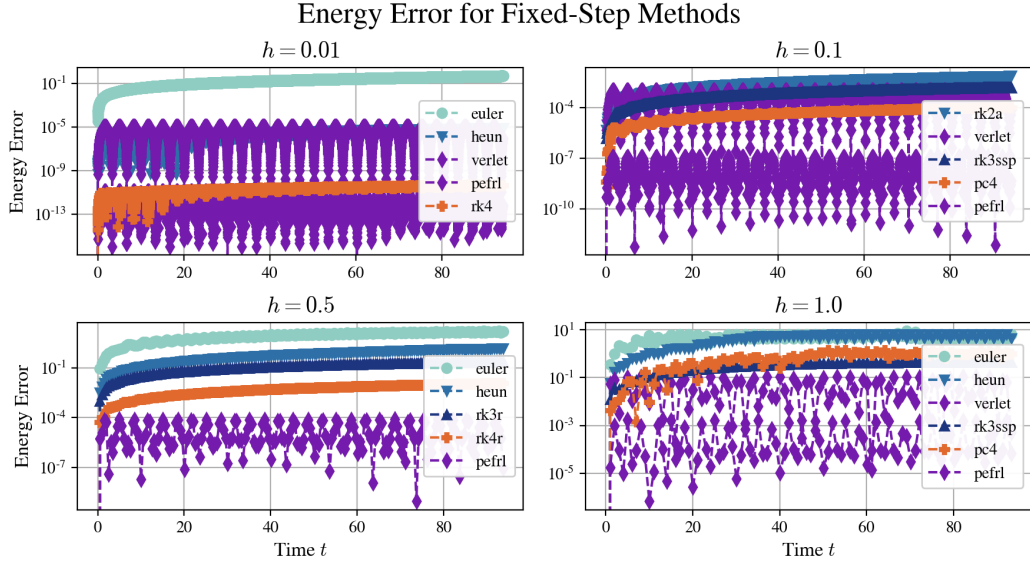 Energy Error for Fixed-Step Methods
h = 0.01
Energy Error
10⁻¹
10⁻⁵
10⁻⁹
10⁻¹³
0 20 40 60 80
euler
heun
verlet
pefrl
rk4
h = 0.1
10⁻⁴
10⁻⁷
10⁻¹⁰
0 20 40 60 80
rk2a
verlet
rk3ssp
pc4
pefrl
h = 0.5
Energy Error
10⁻¹
10⁻⁴
10⁻⁷
0 20 40 60 80
Time t
euler
heun
rk3r
rk4r
pefrl
h = 1.0
10¹
10⁻¹
10⁻³
10⁻⁵
0 20 40 60 80
Time t
euler
heun
verlet
rk3ssp
pc4
pefrl